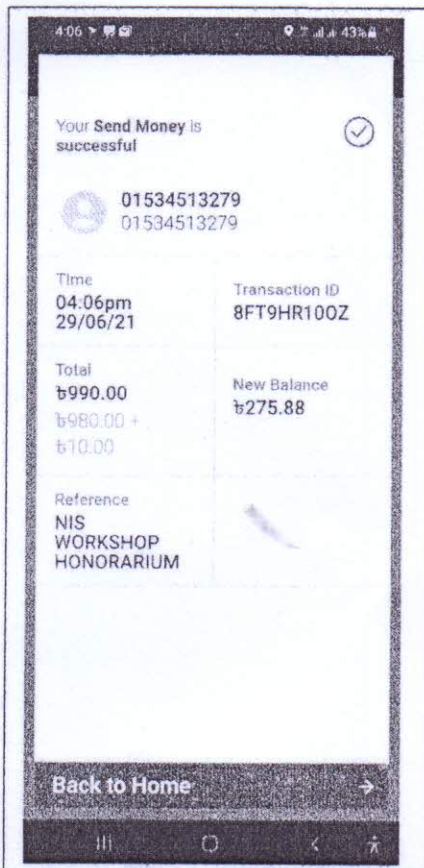 4:06
43%
Your Send Money is
successful
01534513279
01534513279
Time
04:06pm
29/06/21
Transaction ID
8FT9HR10OZ
Total
৳990.00
৳980.00 +
৳10.00
New Balance
৳275.88
Reference
NIS
WORKSHOP
HONORARIUM
Back to Home